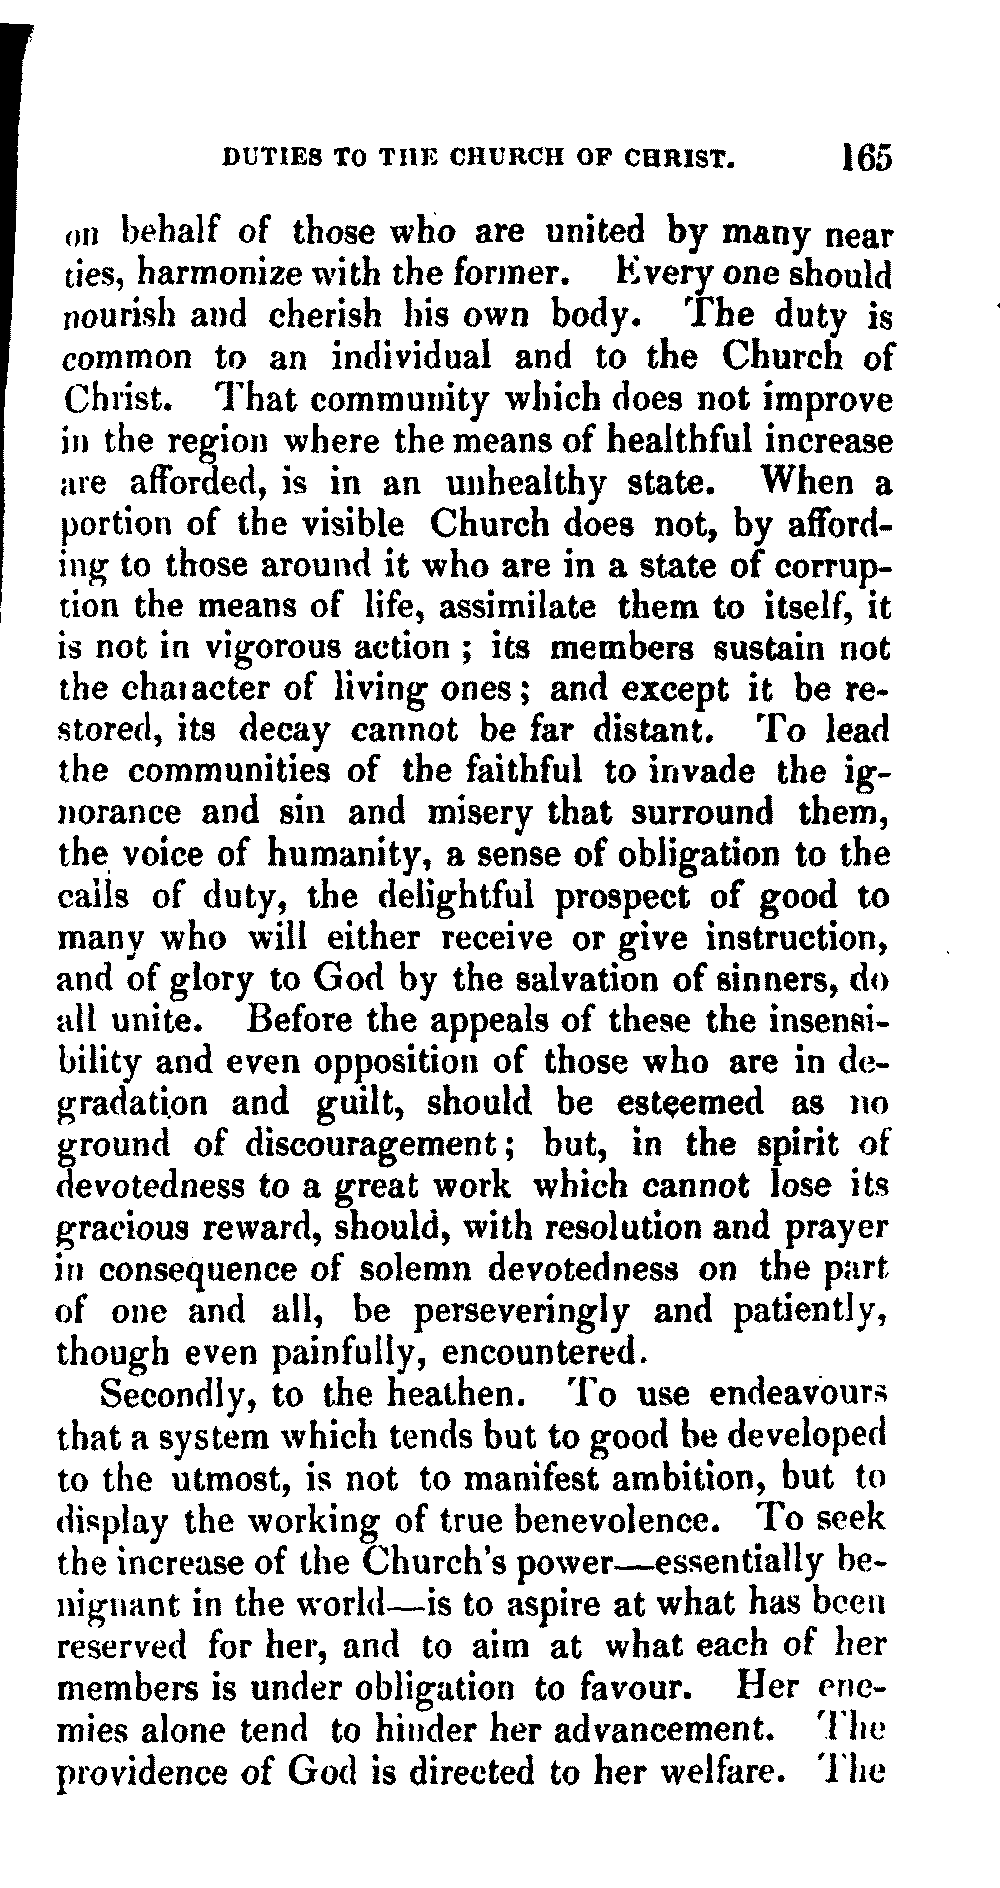 DUTIES TO THE CHURCH OF CHRIST. 165
on behalf of those who are united by many near
ties, harmonize with the former. Every one should
nourish and cherish his own body. The duty is
common to an individual and to the Church of
Christ. That community which does not improve
in the region where the means of healthful increase
are afforded, is in an unhealthy state. When a
portion of the visible Church does not, by afford-
ing to those around it who are in a state of corrup-
tion the means of life, assimilate them to itself, it
is not in vigorous action ; its members sustain not
the character of living ones ; and except it be re-
stored, its decay cannot be far distant. To lead
the communities of the faithful to invade the ig-
norance and sin and misery that surround them,
the voice of humanity, a sense of obligation to the
calls of duty, the delightful prospect of good to
many who will either receive or give instruction,
and of glory to God by the salvation of sinners, do
all unite. Before the appeals of these the insensi-
bility and even opposition of those who are in de-
gradation and guilt, should be esteemed as no
ground of discouragement ; but, in the spirit of
devotedness to a great work which cannot lose its
gracious reward, should, with resolution and prayer
in consequence of solemn devotedness on the part
of one and all, be perseveringly and patiently,
though even painfully, encountered.
Secondly, to the heathen. To use endeavours
that a system which tends but to good be developed
to the utmost, is not to manifest ambition, but to
display the working of true benevolence. To seek
the increase of the Church's power—essentially be-
nignant in the world—is to aspire at what has been
reserved for her, and to aim at what each of her
members is under obligation to favour. Her ene-
mies alone tend to hinder her advancement. The
providence of God is directed to her welfare. The